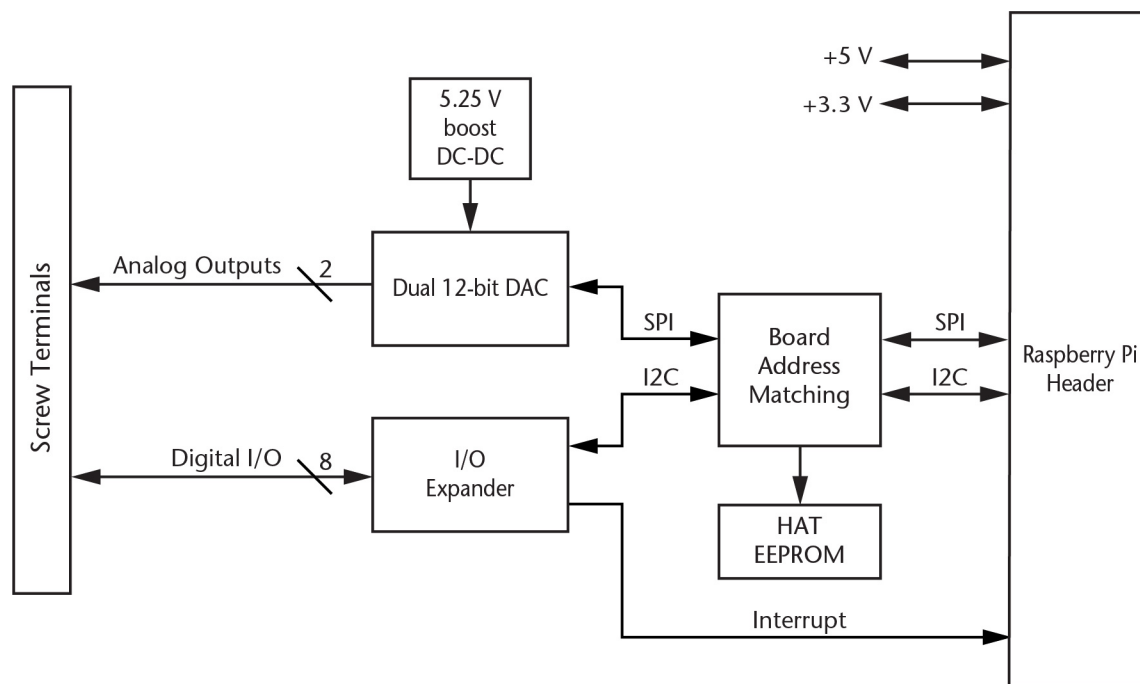 +5 V
+3.3 V
5.25 V
boost
DC-DC
Screw Terminals
Analog Outputs
2
Dual 12-bit DAC
SPI
I2C
Board
Address
Matching
SPI
I2C
Raspberry Pi
Header
Digital I/O
8
I/O
Expander
HAT
EEPROM
Interrupt